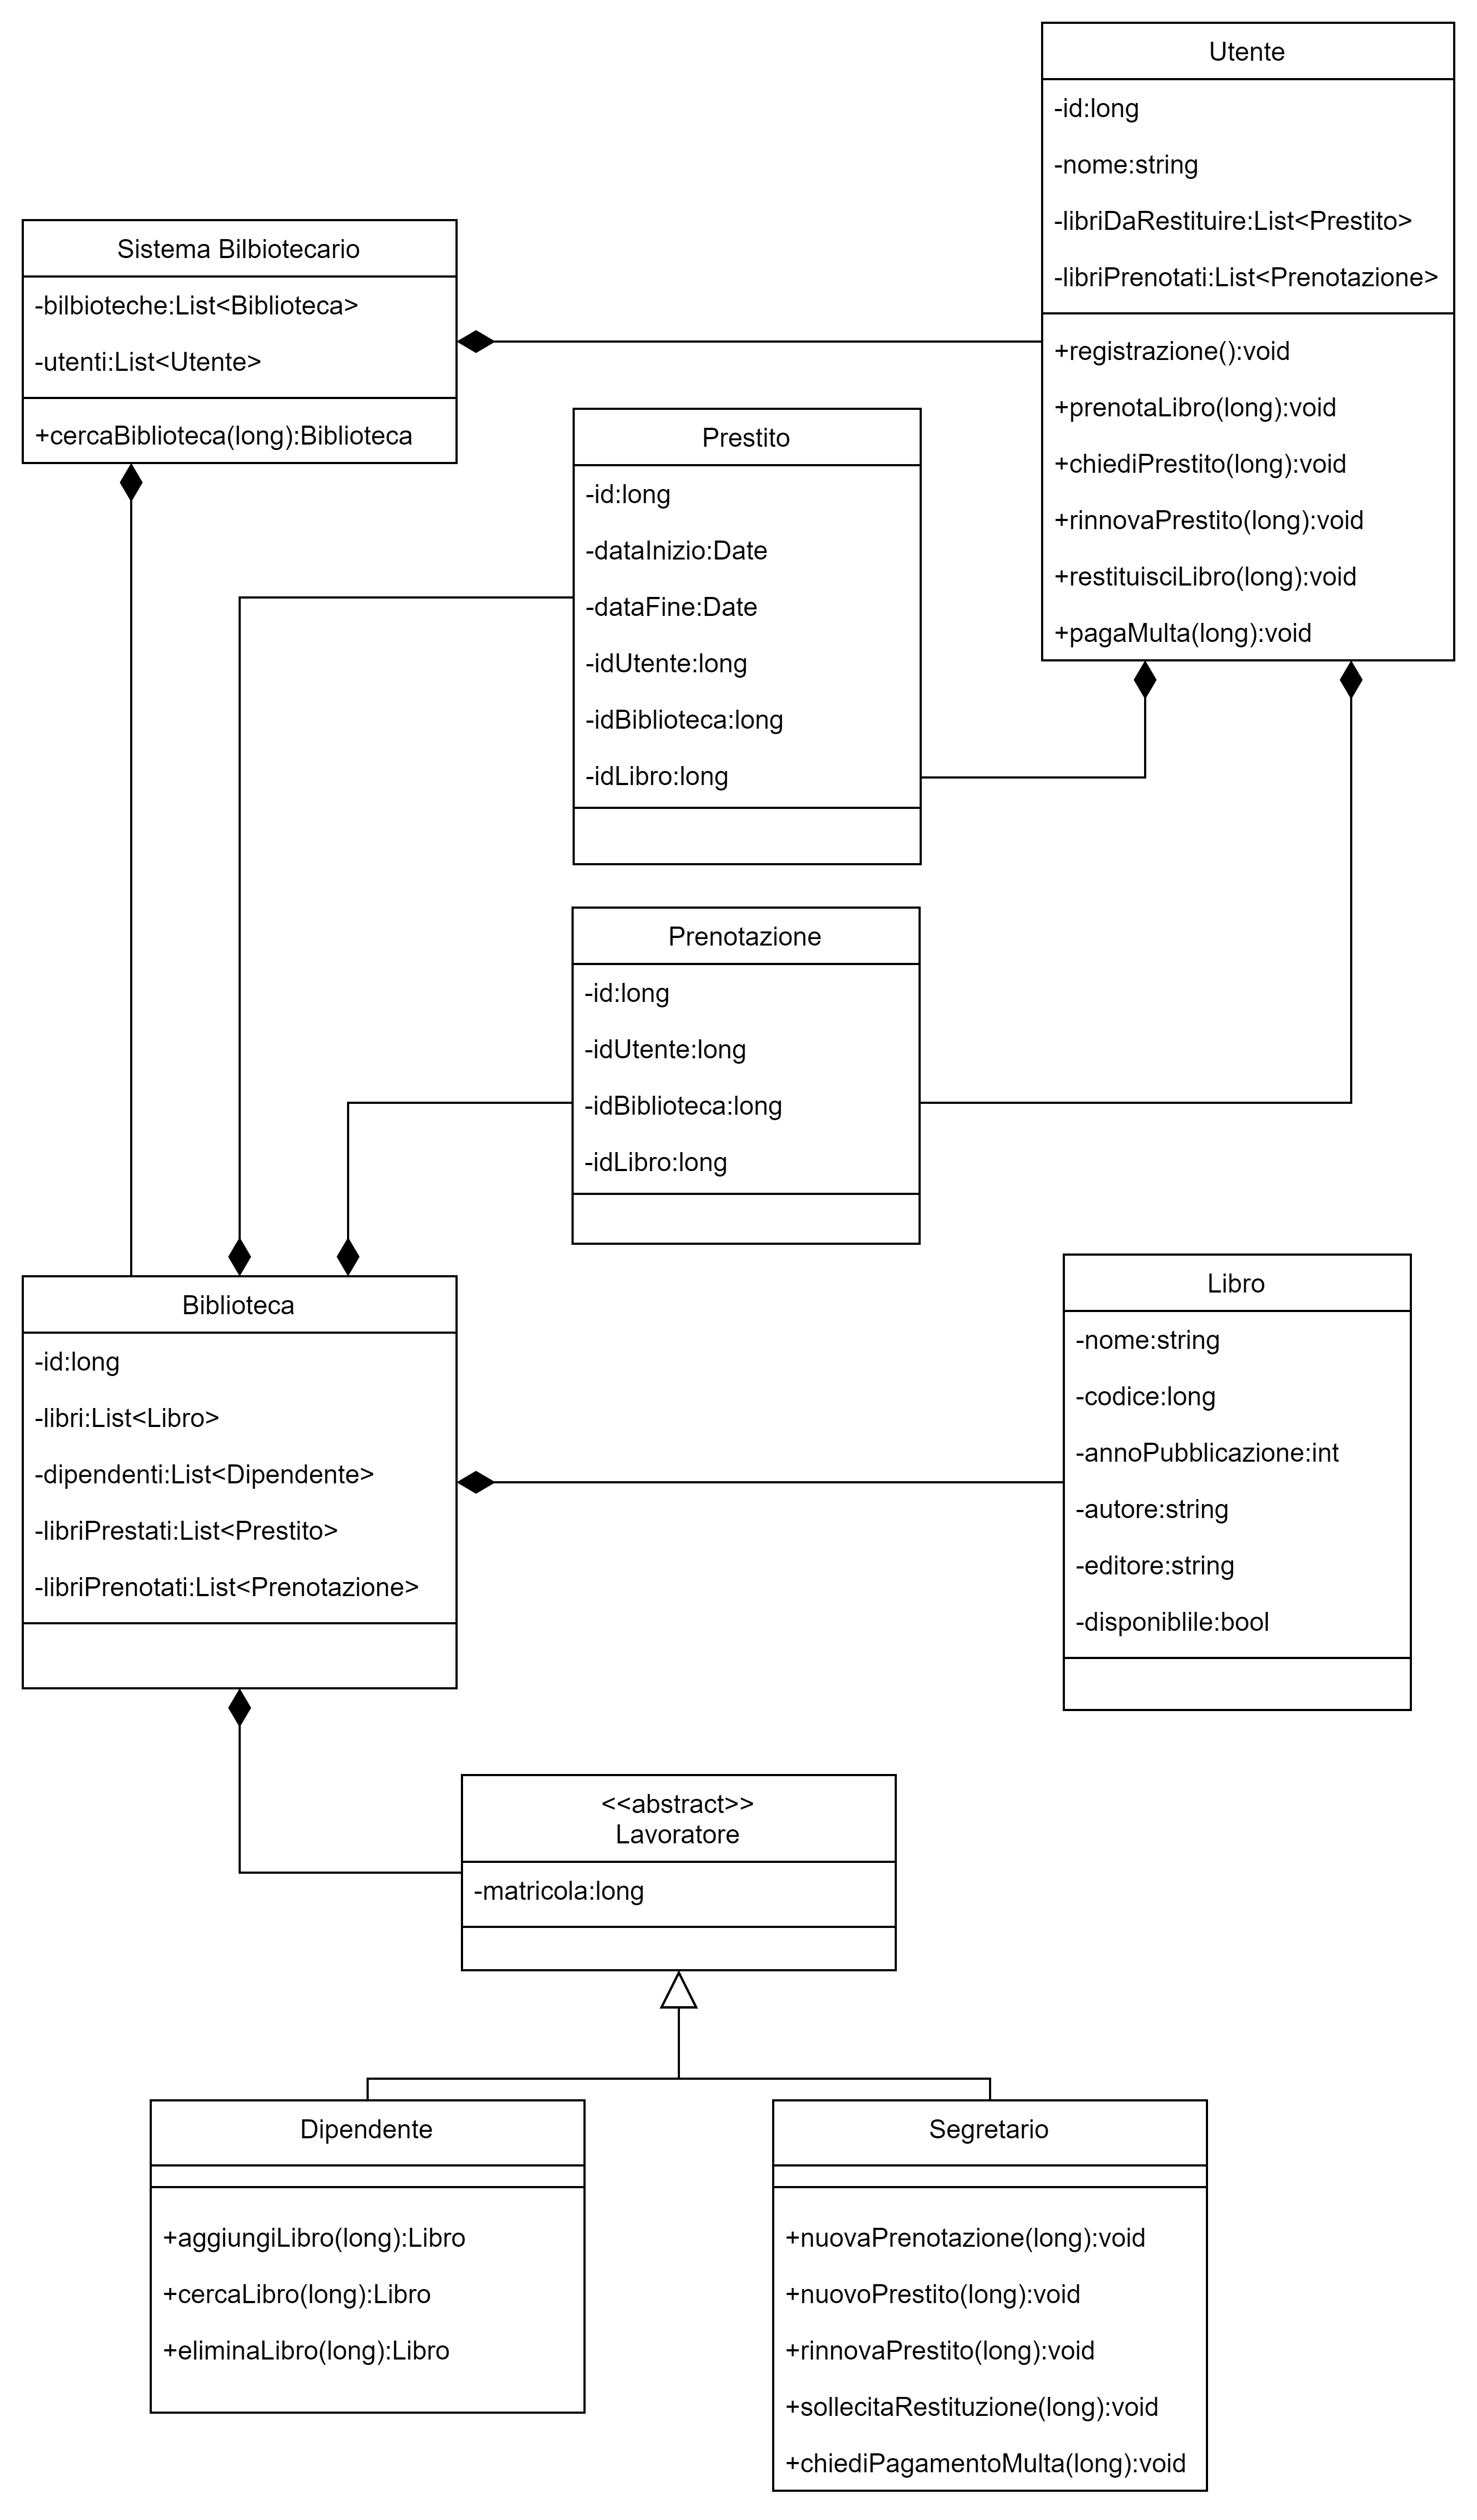 Utente
-id:long
-nome:string
-libriDaRestituire:List<Prestito>
-libriPrenotati:List<Prenotazione>
+registrazione():void
+prenotaLibro(long):void
+chiediPrestito(long):void
+rinnovaPrestito(long):void
+restituisciLibro(long):void
+pagaMulta(long):void
Sistema Bilbiotecario
-bilbioteche:List<Biblioteca>
-utenti:List<Utente>
+cercaBiblioteca(long):Biblioteca
Prestito
-id:long
-dataInizio:Date
-dataFine:Date
-idUtente:long
-idBiblioteca:long
-idLibro:long
Prenotazione
-id:long
-idUtente:long
-idBiblioteca:long
-idLibro:long
Biblioteca
-id:long
-libri:List<Libro>
-dipendenti:List<Dipendente>
-libriPrestati:List<Prestito>
-libriPrenotati:List<Prenotazione>
Libro
-nome:string
-codice:long
-annoPubblicazione:int
-autore:string
-editore:string
-disponiblile:bool
<<abstract>>
Lavoratore
-matricola:long
Dipendente
+aggiungiLibro(long):Libro
+cercaLibro(long):Libro
+eliminaLibro(long):Libro
Segretario
+nuovaPrenotazione(long):void
+nuovoPrestito(long):void
+rinnovaPrestito(long):void
+sollecitaRestituzione(long):void
+chiediPagamentoMulta(long):void